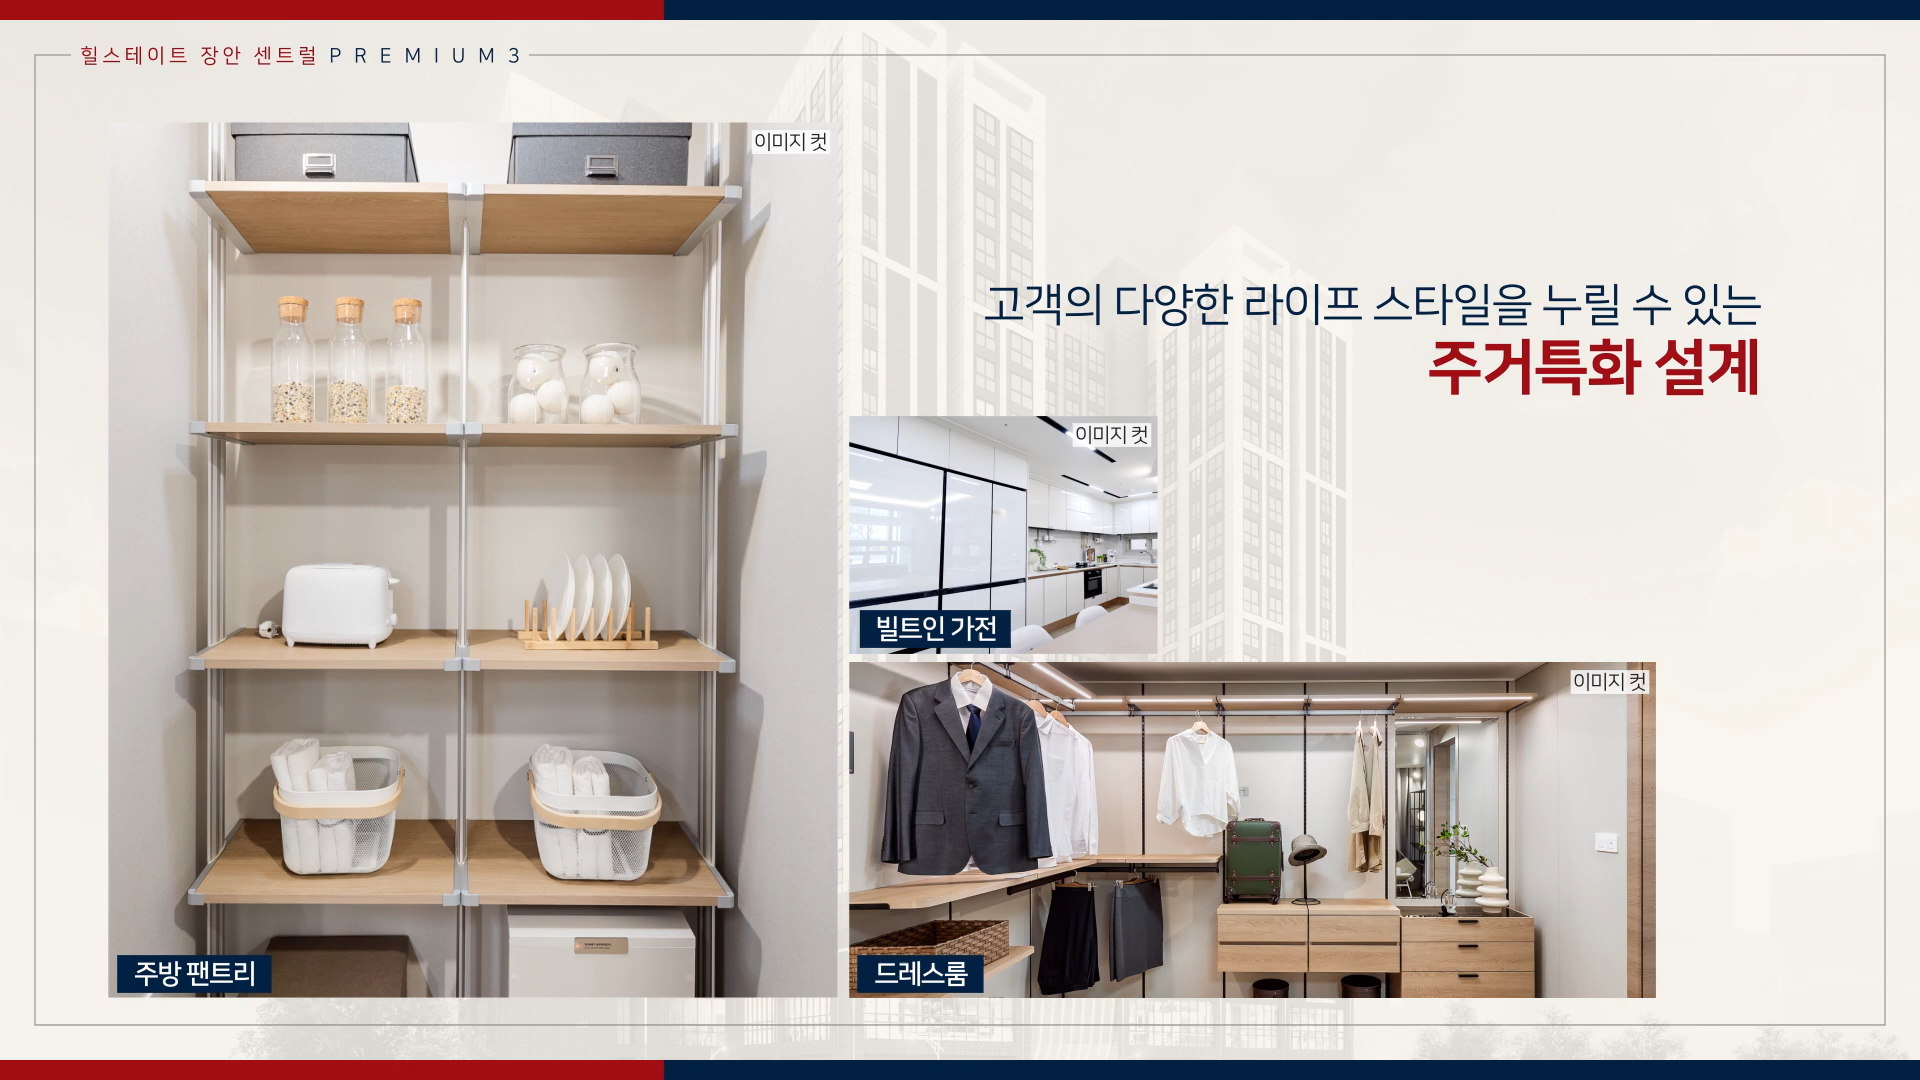 힐스테이트 장안 센트럴 PREMIUM 3
이미지 컷
고객의 다양한 라이프 스타일을 누릴 수 있는
주거특화 설계
이미지 컷
빌트인 가전
이미지 컷
주방 팬트리
드레스룸